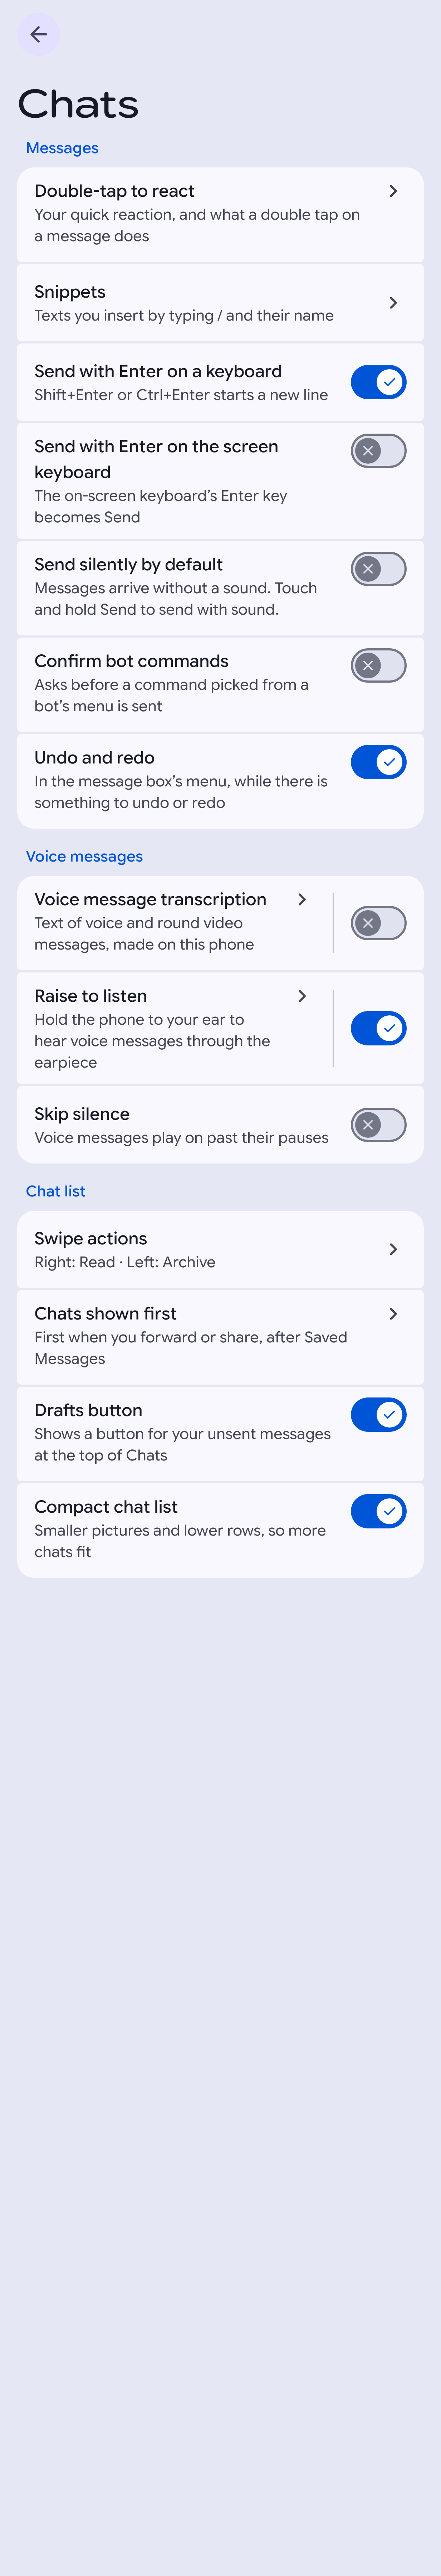 Chats
Messages
Double-tap to react
Your quick reaction, and what a double tap on
a message does
Snippets
Texts you insert by typing / and their name
Send with Enter on a keyboard
Shift+Enter or Ctrl+Enter starts a new line
Send with Enter on the screen
keyboard
The on-screen keyboard’s Enter key
becomes Send
Send silently by default
Messages arrive without a sound. Touch
and hold Send to send with sound.
Confirm bot commands
Asks before a command picked from a
bot’s menu is sent
Undo and redo
In the message box’s menu, while there is
something to undo or redo
Voice messages
Voice message transcription
Text of voice and round video
messages, made on this phone
Raise to listen
Hold the phone to your ear to
hear voice messages through the
earpiece
Skip silence
Voice messages play on past their pauses
Chat list
Swipe actions
Right: Read · Left: Archive
Chats shown first
First when you forward or share, after Saved
Messages
Drafts button
Shows a button for your unsent messages
at the top of Chats
Compact chat list
Smaller pictures and lower rows, so more
chats fit